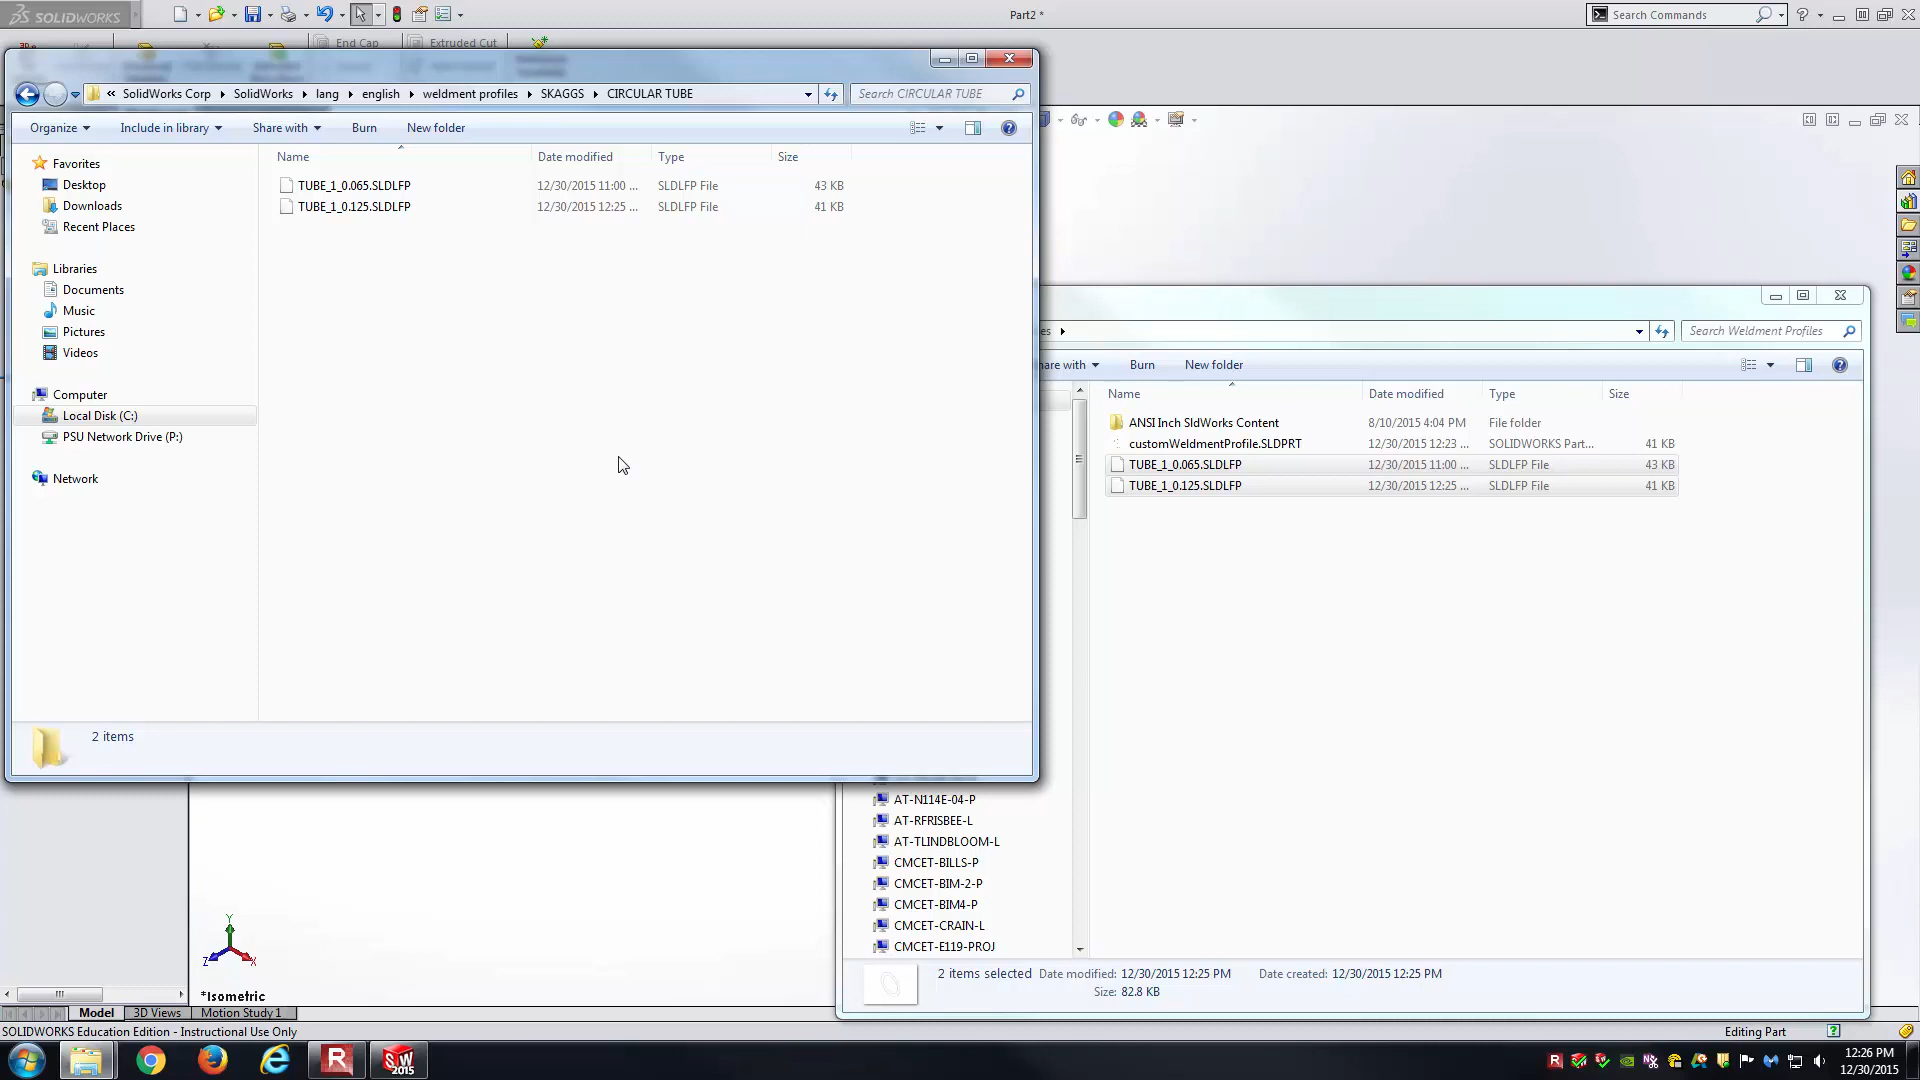 SOLIDWORKS
Part2 *
Search Commands
End Cap
Extruded Cut
« SolidWorks Corp SolidWorks lang english weldment profiles SKAGGS CIRCULAR TUBE
Search CIRCULAR TUBE
Organize Include in library Share with Burn New folder
Name Date modified Type Size
TUBE_1_0.065.SLDLFP 12/30/2015 11:00 ... SLDLFP File 43 KB
TUBE_1_0.125.SLDLFP 12/30/2015 12:25 ... SLDLFP File 41 KB
Favorites
Desktop
Downloads
Recent Places
Libraries
Documents
Music
Pictures
Videos
Computer
Local Disk (C:)
PSU Network Drive (P:)
Network
2 items
es
Search Weldment Profiles
hare with Burn New folder
Name Date modified Type Size
ANSI Inch SldWorks Content 8/10/2015 4:04 PM File folder
customWeldmentProfile.SLDPRT 12/30/2015 12:23 ... SOLIDWORKS Part... 41 KB
TUBE_1_0.065.SLDLFP 12/30/2015 11:00 ... SLDLFP File 43 KB
TUBE_1_0.125.SLDLFP 12/30/2015 12:25 ... SLDLFP File 41 KB
AT-N114E-04-P
AT-RFRISBEE-L
AT-TLINDBLOOM-L
CMCET-BILLS-P
CMCET-BIM-2-P
CMCET-BIM4-P
CMCET-CRAIN-L
CMCET-E119-PROJ
2 items selected Date modified: 12/30/2015 12:25 PM Date created: 12/30/2015 12:25 PM
Size: 82.8 KB
Y
Z X
*Isometric
Model 3D Views Motion Study 1
SOLIDWORKS Education Edition - Instructional Use Only
Editing Part
R
SW 2015
12:26 PM
12/30/2015